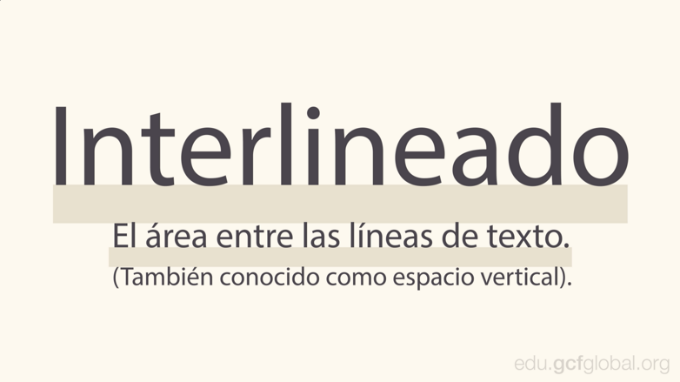 Interlineado
El área entre las líneas de texto.
(También conocido como espacio vertical).
edu.gcfglobal.org